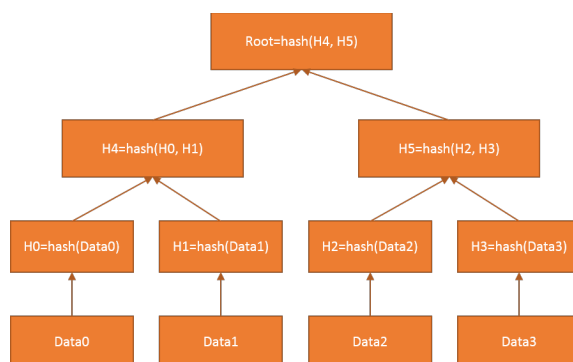 Root=hash(H4, H5)
H4=hash(H0, H1)
H5=hash(H2, H3)
H0=hash(Data0)
H1=hash(Data1)
H2=hash(Data2)
H3=hash(Data3)
Data0
Data1
Data2
Data3